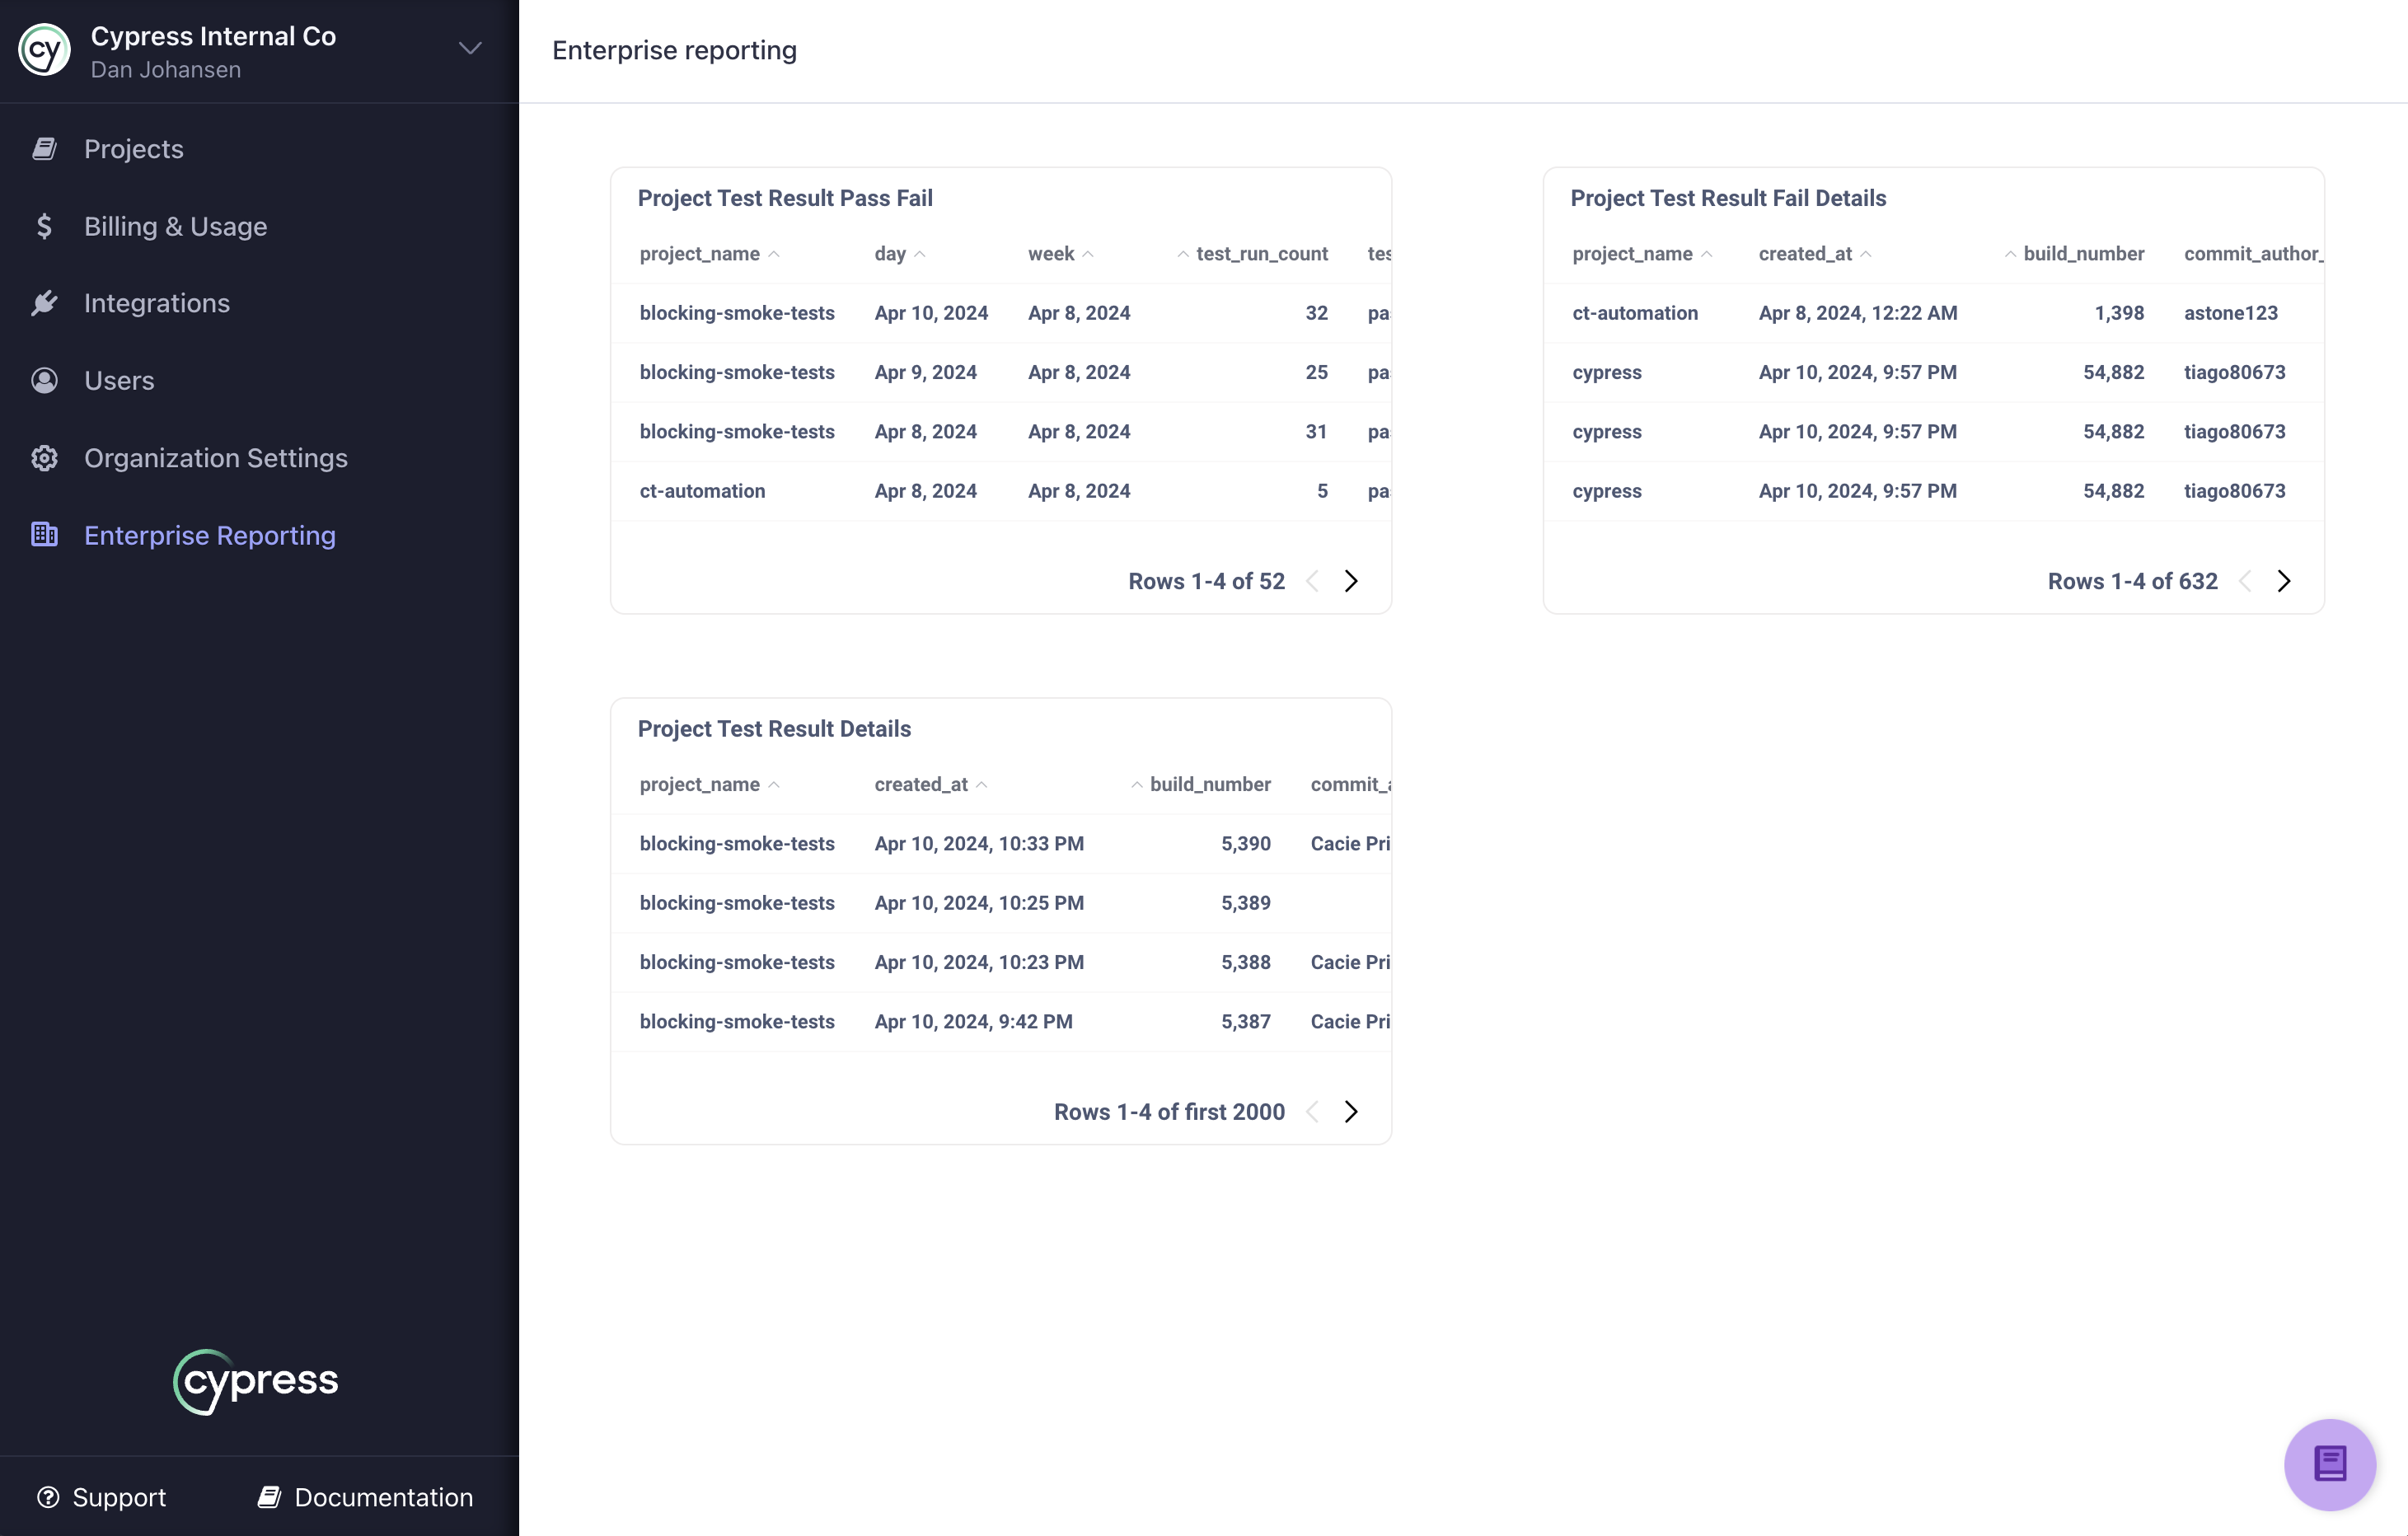 cy
Cypress Internal Co
Dan Johansen
Projects
Billing & Usage
Integrations
Users
Organization Settings
Enterprise Reporting
cypress
Support Documentation
Enterprise reporting
Project Test Result Pass Fail
project_name day week test_run_count tes
blocking-smoke-tests Apr 10, 2024 Apr 8, 2024 32 pa
blocking-smoke-tests Apr 9, 2024 Apr 8, 2024 25 pa
blocking-smoke-tests Apr 8, 2024 Apr 8, 2024 31 pa
ct-automation Apr 8, 2024 Apr 8, 2024 5 pa
Rows 1-4 of 52
Project Test Result Fail Details
project_name created_at build_number commit_author_
ct-automation Apr 8, 2024, 12:22 AM 1,398 astone123
cypress Apr 10, 2024, 9:57 PM 54,882 tiago80673
cypress Apr 10, 2024, 9:57 PM 54,882 tiago80673
cypress Apr 10, 2024, 9:57 PM 54,882 tiago80673
Rows 1-4 of 632
Project Test Result Details
project_name created_at build_number commit_a
blocking-smoke-tests Apr 10, 2024, 10:33 PM 5,390 Cacie Pri
blocking-smoke-tests Apr 10, 2024, 10:25 PM 5,389
blocking-smoke-tests Apr 10, 2024, 10:23 PM 5,388 Cacie Pri
blocking-smoke-tests Apr 10, 2024, 9:42 PM 5,387 Cacie Pri
Rows 1-4 of first 2000